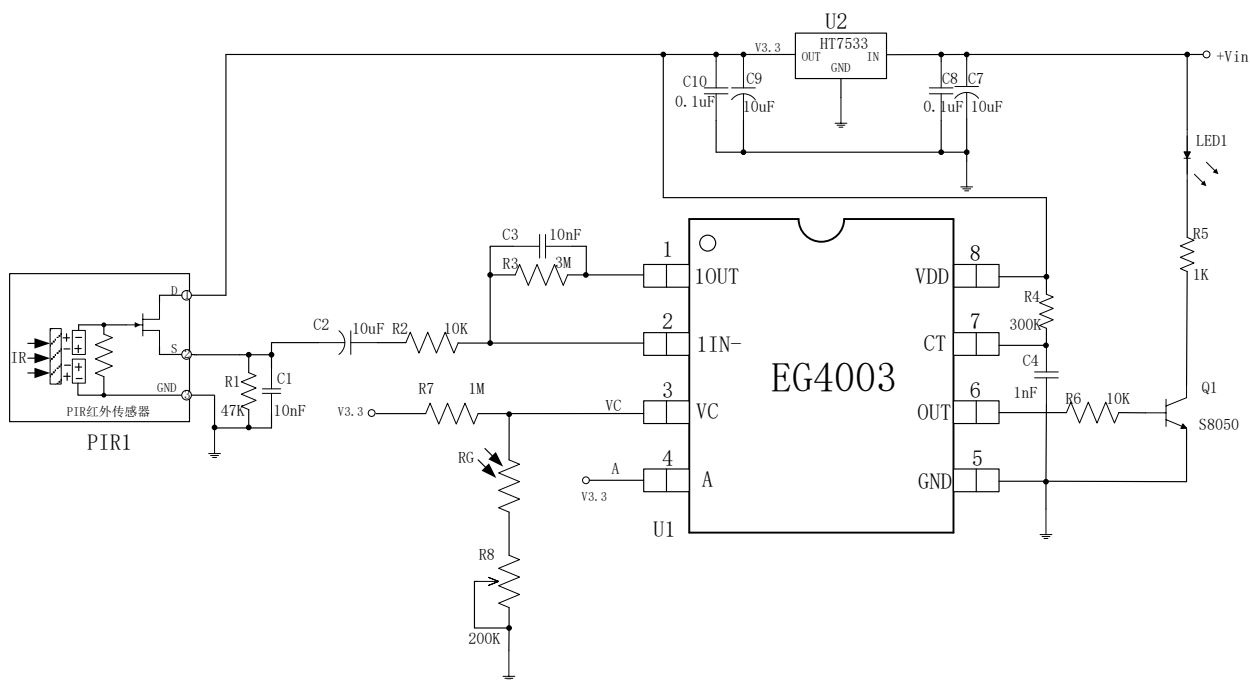 U2
HT7533
V3.3
OUT
IN
GND
+Vin
C10
0.1uF
C9
10uF
C8
0.1uF
C7
10uF
LED1
R5
1K
C3
10nF
R3
3M
1
1OUT
8
VDD
R4
300K
D
1
C2
10uF
R2
10K
2
1IN-
7
CT
C4
1nF
IR
S
2
R1
47K
C1
10nF
EG4003
GND
3
PIR红外传感器
PIR1
V3.3
R7
1M
VC
3
VC
6
OUT
R6
10K
Q1
S8050
RG
A
V3.3
4
A
5
GND
U1
R8
200K